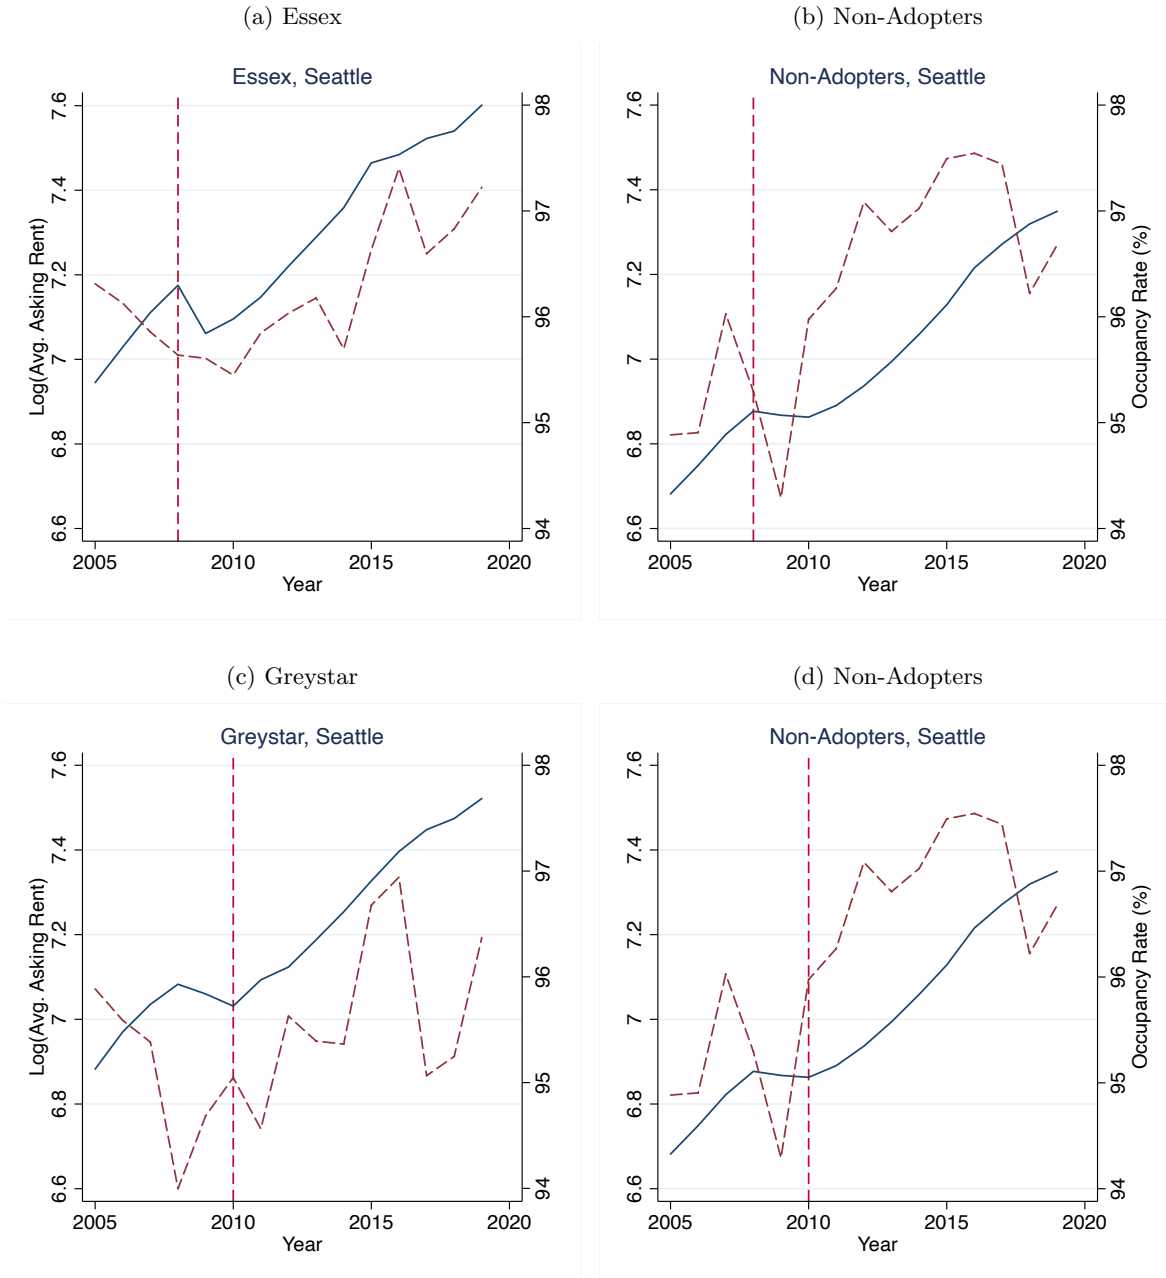 (a) Essex
Essex, Seattle
Log(Avg. Asking Rent)
7.6
7.4
7.2
7
6.8
6.6
98
97
96
95
94
2005 2010 2015 2020
Year
(b) Non-Adopters
Non-Adopters, Seattle
7.6
7.4
7.2
7
6.8
6.6
98
97
96
95
94
Occupancy Rate (%)
2005 2010 2015 2020
Year
(c) Greystar
Greystar, Seattle
Log(Avg. Asking Rent)
7.6
7.4
7.2
7
6.8
6.6
98
97
96
95
94
2005 2010 2015 2020
Year
(d) Non-Adopters
Non-Adopters, Seattle
7.6
7.4
7.2
7
6.8
6.6
98
97
96
95
94
Occupancy Rate (%)
2005 2010 2015 2020
Year